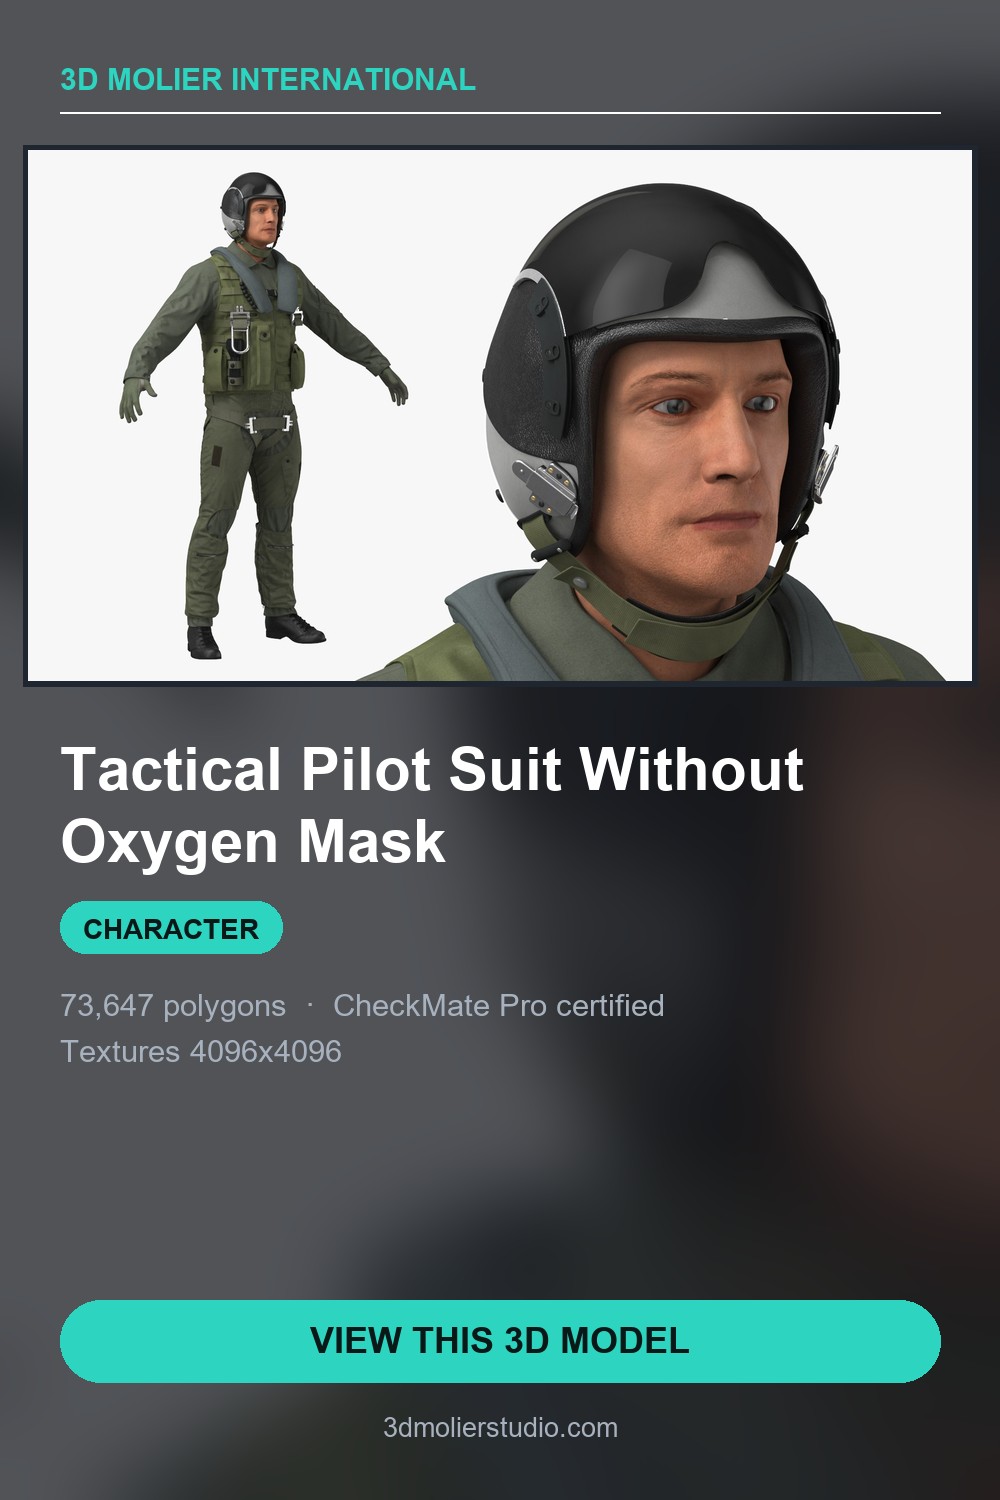 3D MOLIER INTERNATIONAL
Tactical Pilot Suit Without
Oxygen Mask
CHARACTER
73,647 polygons · CheckMate Pro certified
Textures 4096x4096
VIEW THIS 3D MODEL
3dmolierstudio.com